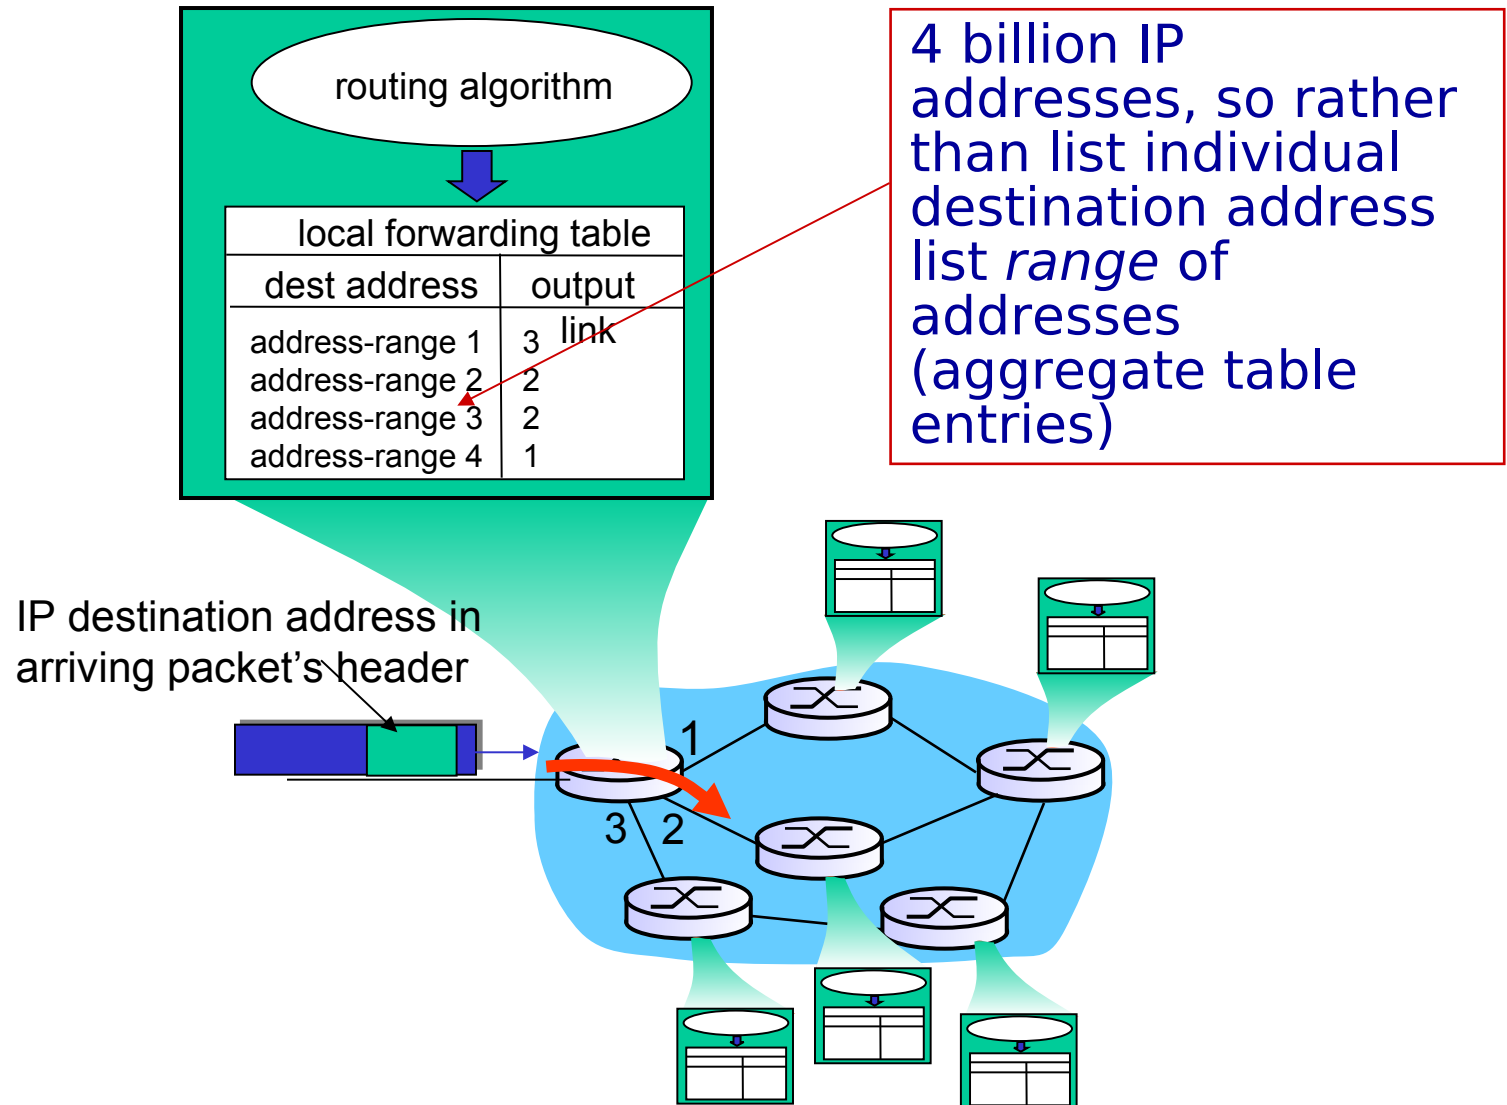 routing algorithm
local forwarding table
dest address output
link
address-range 1 3
address-range 2 2
address-range 3 2
address-range 4 1
4 billion IP
addresses, so rather
than list individual
destination address
list range of
addresses
(aggregate table
entries)
IP destination address in
arriving packet's header
1
3 2